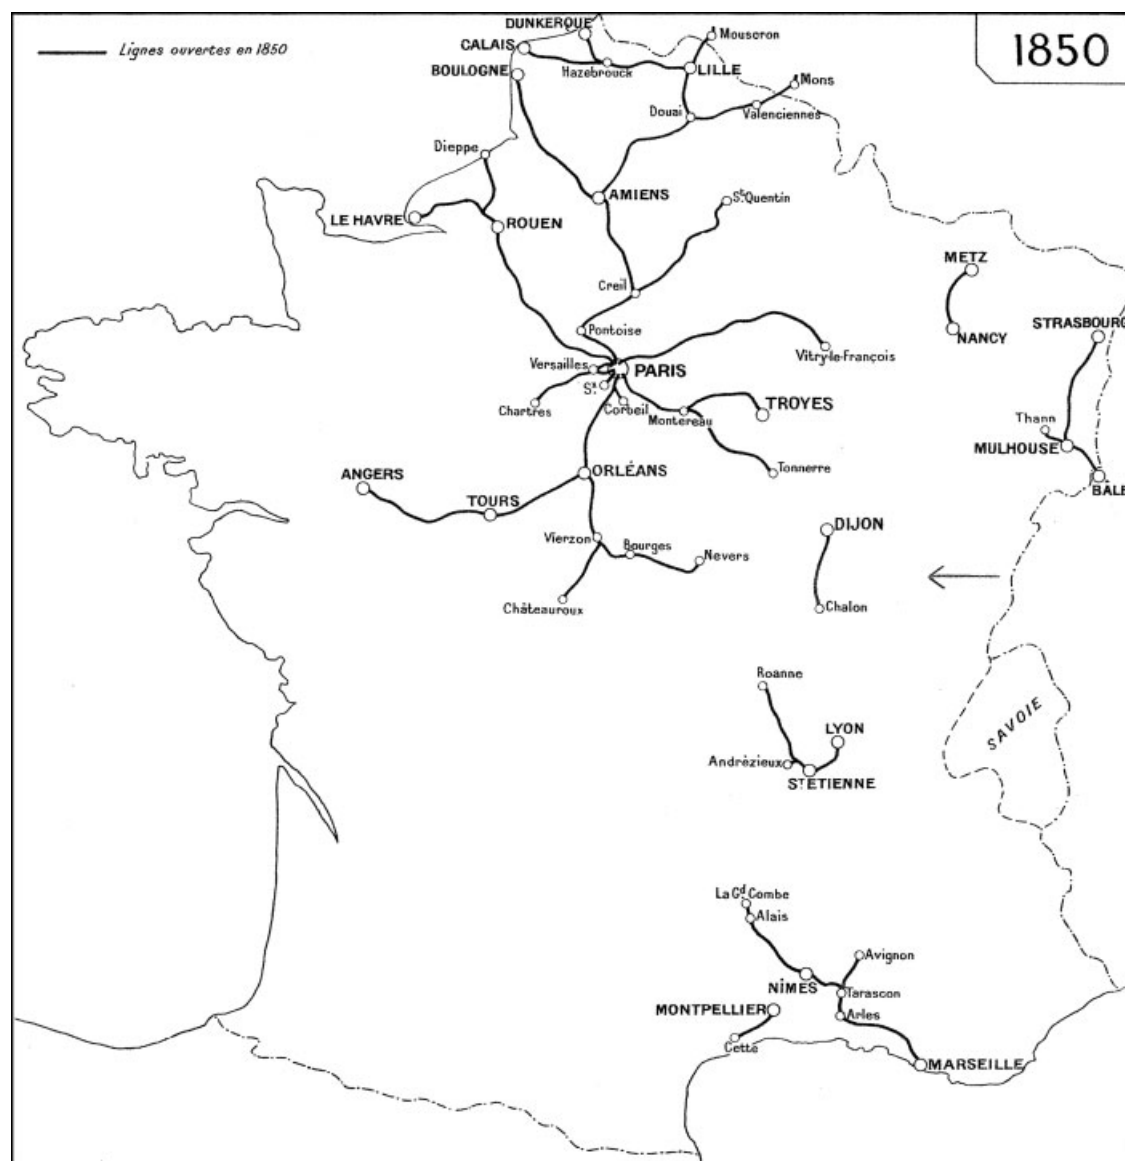 Lignes ouvertes en 1850
1850
DUNKERQUE
CALAIS
BOULOGNE
Mouscron
Hazebrouck
LILLE
Mons
Douai
Valenciennes
Dieppe
AMIENS
St Quentin
LE HAVRE
ROUEN
METZ
Creil
STRASBOURG
Pontoise
NANCY
Versailles
PARIS
Vitry-le-François
Sx
Chartres
Corbeil
TROYES
Montereau
Thann
MULHOUSE
Tonnerre
ANGERS
ORLÉANS
BÂLE
TOURS
DIJON
Vierzon
Bourges
Nevers
Châteauroux
Chalon
Roanne
SAVOIE
LYON
Andrézieux
ST ETIENNE
La Gd Combe
Alais
Avignon
NÎMES
Tarascon
MONTPELLIER
Arles
Cette
MARSEILLE